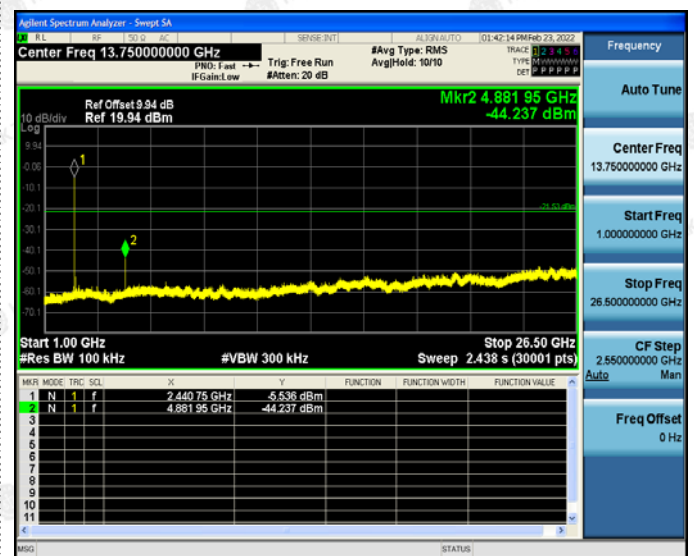 Agilent Spectrum Analyzer - Swept SA
RL RF 50 Ω AC SENSE:INT ALIGN AUTO 01:42:14 PM Feb 23, 2022
Center Freq 13.750000000 GHz
PNO: Fast Trig: Free Run
IFGain:Low #Atten: 20 dB
#Avg Type: RMS
Avg|Hold: 10/10
TRACE 1 2 3 4 5 6
TYPE M WWWWW
DET P P P P P P
Mkr2 4.881 95 GHz
-44.237 dBm
Ref Offset 9.94 dB
10 dB/div Ref 19.94 dBm
Log
9.94
-0.06
-10.1
-20.1
-30.1
-40.1
-50.1
-60.1
-70.1
1
2
-21.53 dBm
Start 1.00 GHz Stop 26.50 GHz
#Res BW 100 kHz #VBW 300 kHz Sweep 2.438 s (30001 pts)
MKR MODE TRC SCL X Y FUNCTION FUNCTION WIDTH FUNCTION VALUE
1 N 1 f 2.440 75 GHz -5.536 dBm
2 N 1 f 4.881 95 GHz -44.237 dBm
3
4
5
6
7
8
9
10
11
MSG STATUS
Frequency
Auto Tune
Center Freq
13.750000000 GHz
Start Freq
1.000000000 GHz
Stop Freq
26.500000000 GHz
CF Step
2.550000000 GHz
Auto Man
Freq Offset
0 Hz